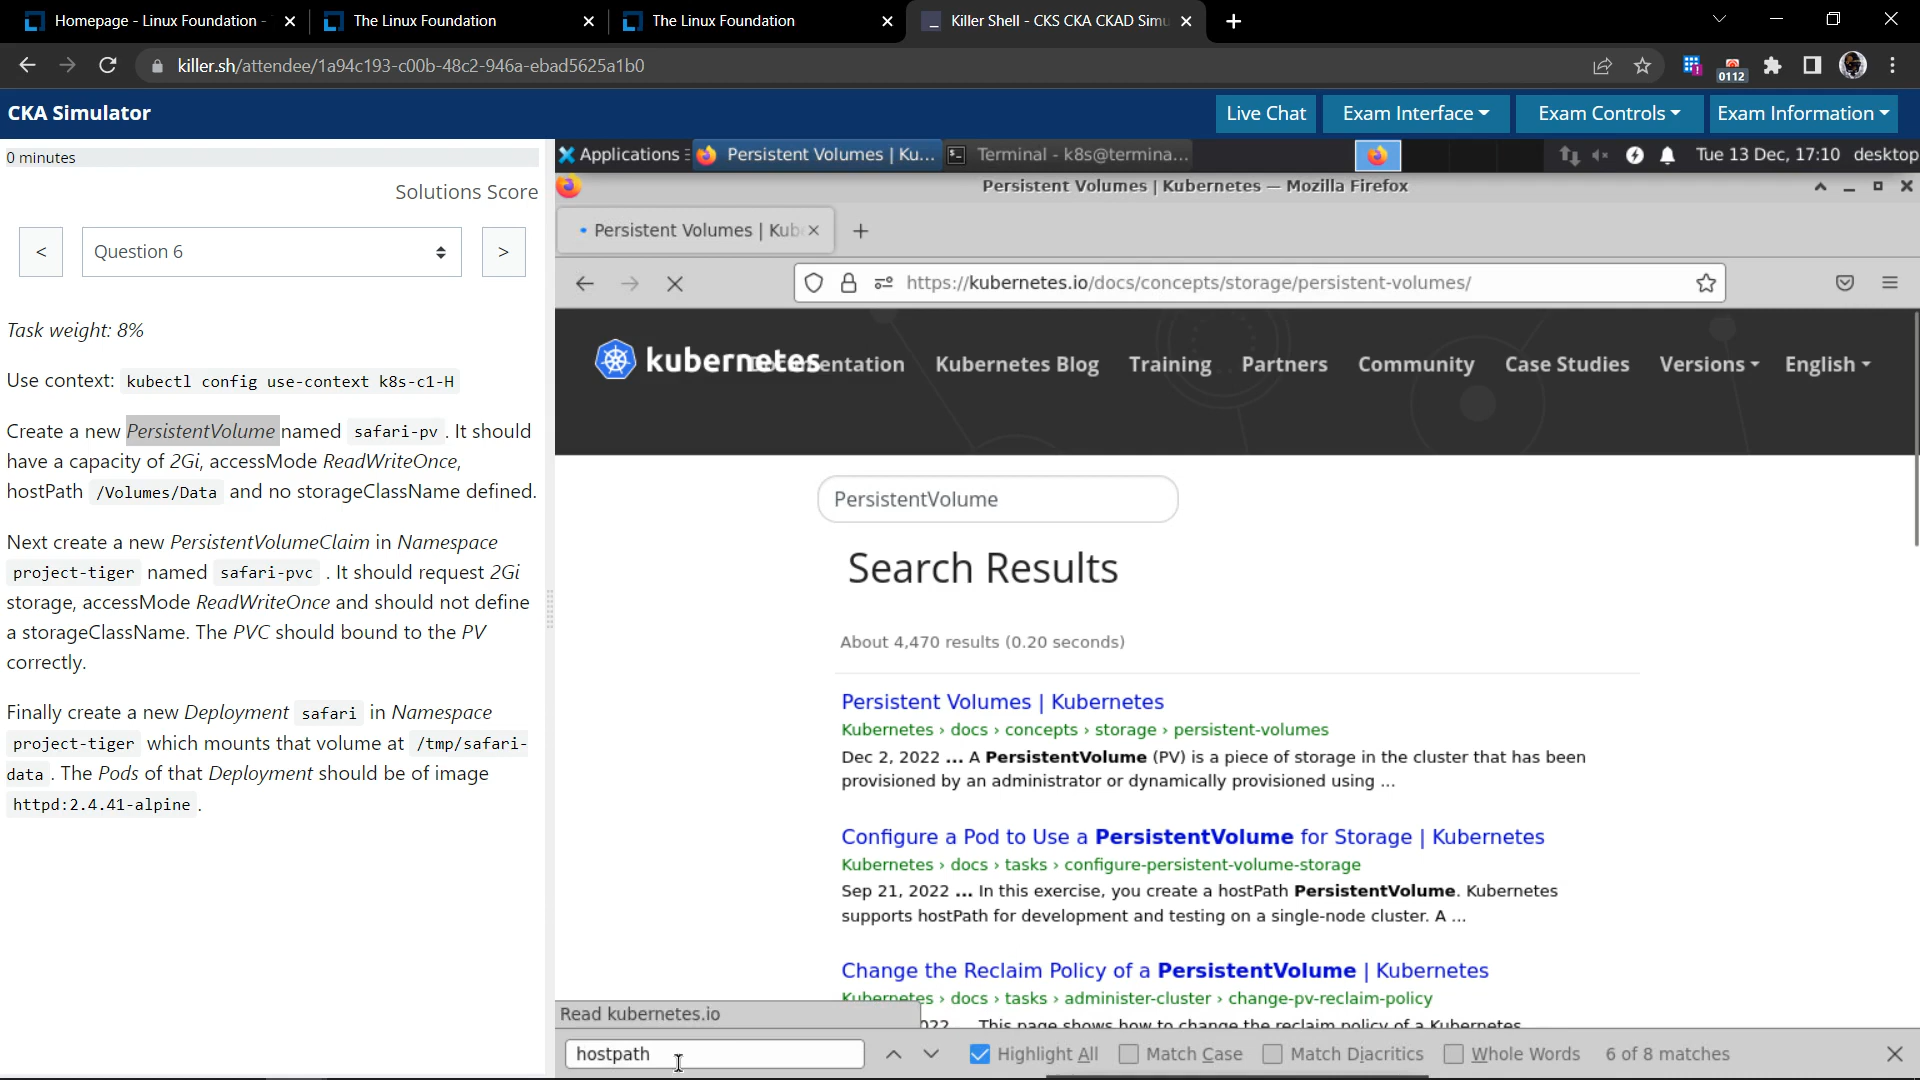 Homepage - Linux Foundation -
The Linux Foundation
The Linux Foundation
Killer Shell - CKS CKA CKAD Simu
killer.sh/attendee/1a94c193-c00b-48c2-946a-ebad5625a1b0
0112
CKA Simulator
Live Chat
Exam Interface
Exam Controls
Exam Information
0 minutes
Solutions Score
<
Question 6
>
Task weight: 8%
Use context: kubectl config use-context k8s-c1-H
Create a new PersistentVolume named safari-pv . It should
have a capacity of 2Gi, accessMode ReadWriteOnce,
hostPath /Volumes/Data and no storageClassName defined.
Next create a new PersistentVolumeClaim in Namespace
project-tiger named safari-pvc . It should request 2Gi
storage, accessMode ReadWriteOnce and should not define
a storageClassName. The PVC should bound to the PV
correctly.
Finally create a new Deployment safari in Namespace
project-tiger which mounts that volume at /tmp/safari-
data . The Pods of that Deployment should be of image
httpd:2.4.41-alpine .
Applications
Persistent Volumes | Ku...
Terminal - k8s@termina...
Tue 13 Dec, 17:10 desktop
Persistent Volumes | Kubernetes — Mozilla Firefox
Persistent Volumes | Kub
https://kubernetes.io/docs/concepts/storage/persistent-volumes/
kubernetes
Documentation
Kubernetes Blog
Training
Partners
Community
Case Studies
Versions
English
PersistentVolume
Search Results
About 4,470 results (0.20 seconds)
Persistent Volumes | Kubernetes
Kubernetes › docs › concepts › storage › persistent-volumes
Dec 2, 2022 ... A PersistentVolume (PV) is a piece of storage in the cluster that has been
provisioned by an administrator or dynamically provisioned using ...
Configure a Pod to Use a PersistentVolume for Storage | Kubernetes
Kubernetes › docs › tasks › configure-persistent-volume-storage
Sep 21, 2022 ... In this exercise, you create a hostPath PersistentVolume. Kubernetes
supports hostPath for development and testing on a single-node cluster. A ...
Change the Reclaim Policy of a PersistentVolume | Kubernetes
Kubernetes › docs › tasks › administer-cluster › change-pv-reclaim-policy
This page shows how to change the reclaim policy of a Kubernetes
Read kubernetes.io
hostpath
Highlight All
Match Case
Match Diacritics
Whole Words
6 of 8 matches